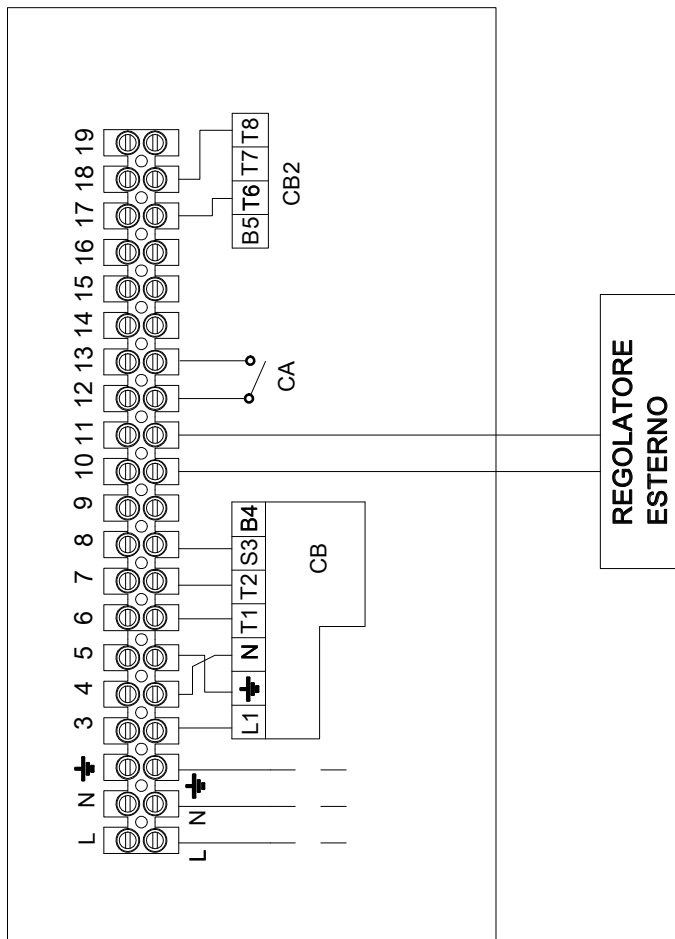 L N ⏚ 3 4 5 6 7 8 9 10 11 12 13 14 15 16 17 18 19
L N ⏚
L1 ⏚ N T1 T2 S3 B4
CB
CA
B5 T6 T7 T8
CB2
REGOLATORE
ESTERNO